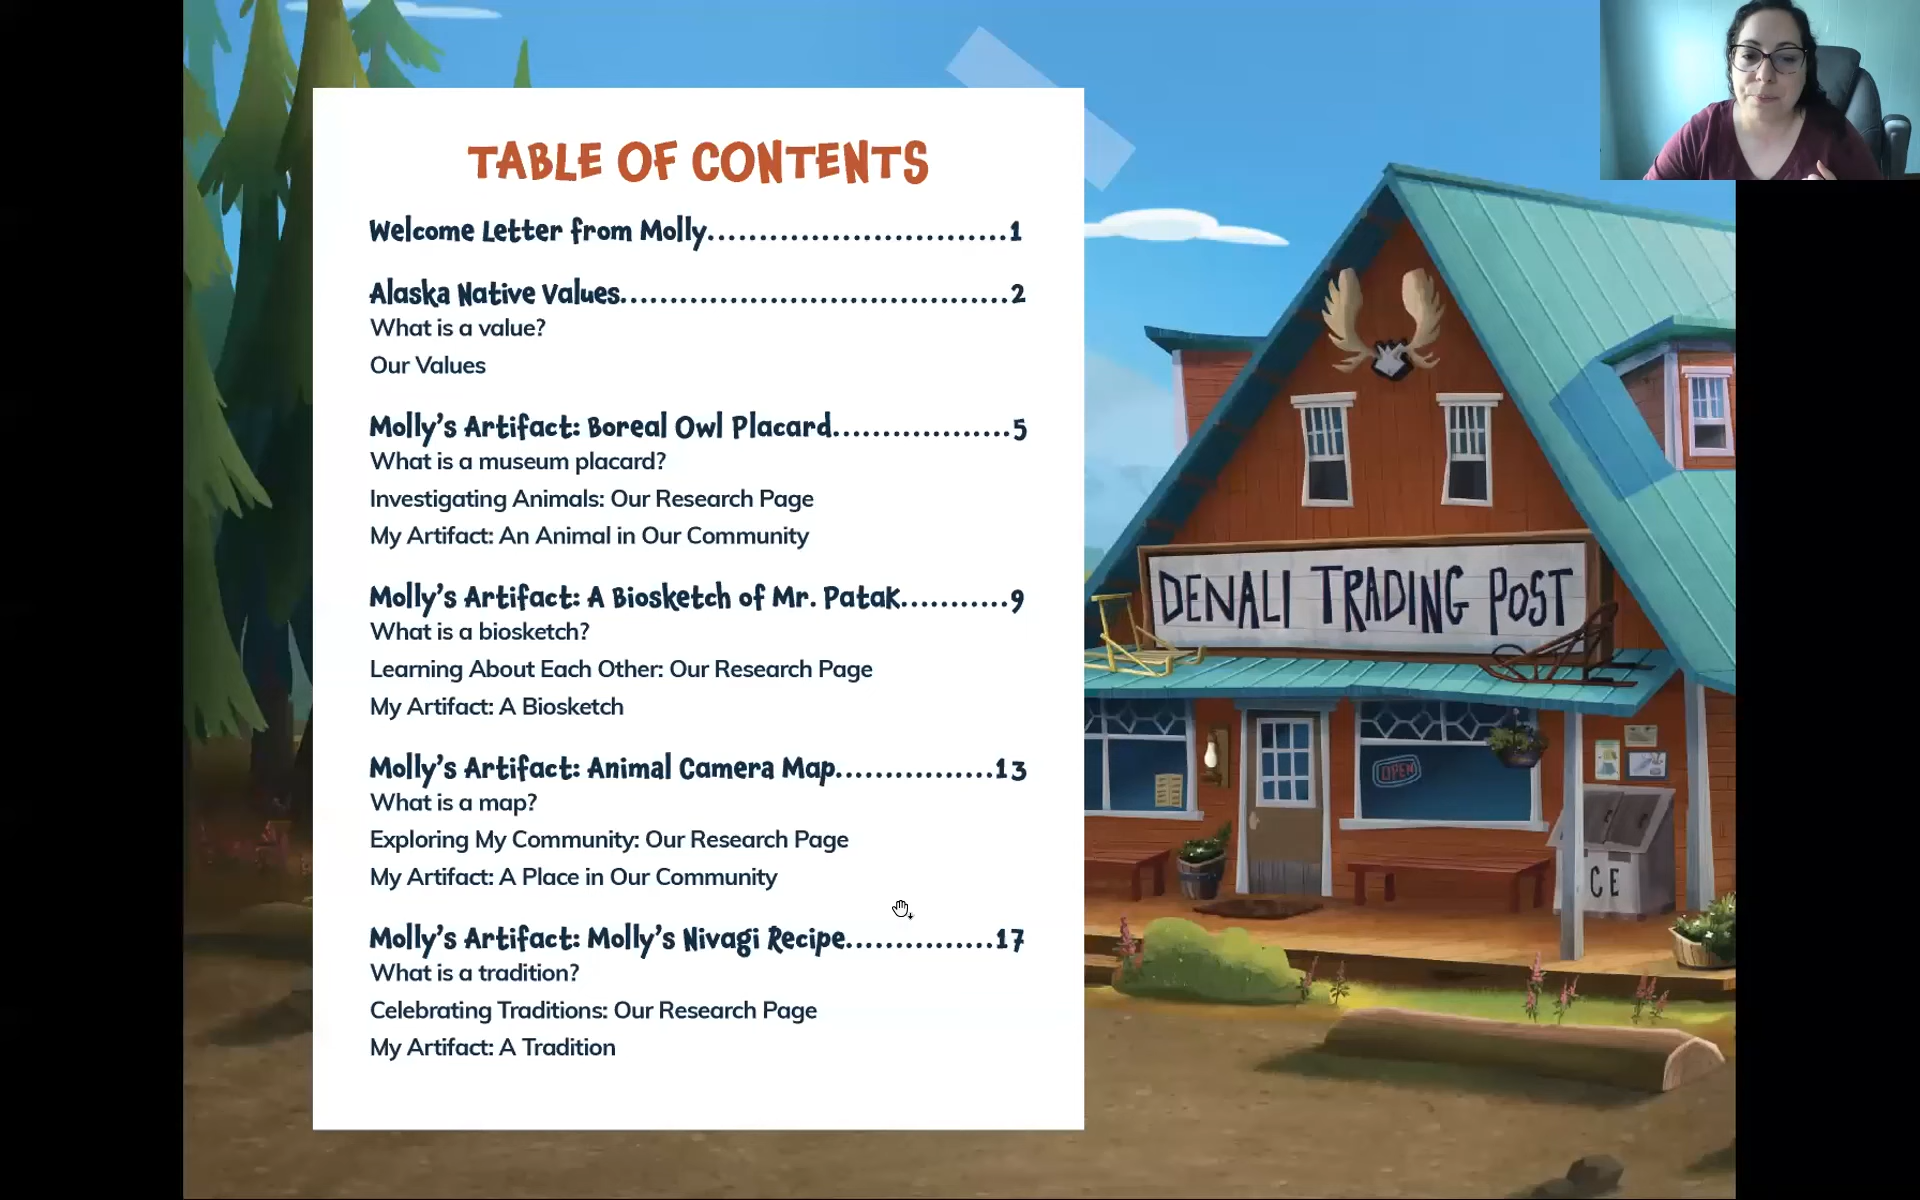 TABLE OF CONTENTS
Welcome Letter from Molly.............................1
Alaska Native Values......................................2
What is a value?
Our Values
Molly's Artifact: Boreal Owl Placard..................5
What is a museum placard?
Investigating Animals: Our Research Page
My Artifact: An Animal in Our Community
Molly's Artifact: A Biosketch of Mr. Patak...........9
What is a biosketch?
Learning About Each Other: Our Research Page
My Artifact: A Biosketch
Molly's Artifact: Animal Camera Map...............13
What is a map?
Exploring My Community: Our Research Page
My Artifact: A Place in Our Community
Molly's Artifact: Molly's Nivagi Recipe..............17
What is a tradition?
Celebrating Traditions: Our Research Page
My Artifact: A Tradition
DENALI TRADING POST
OPEN
CE